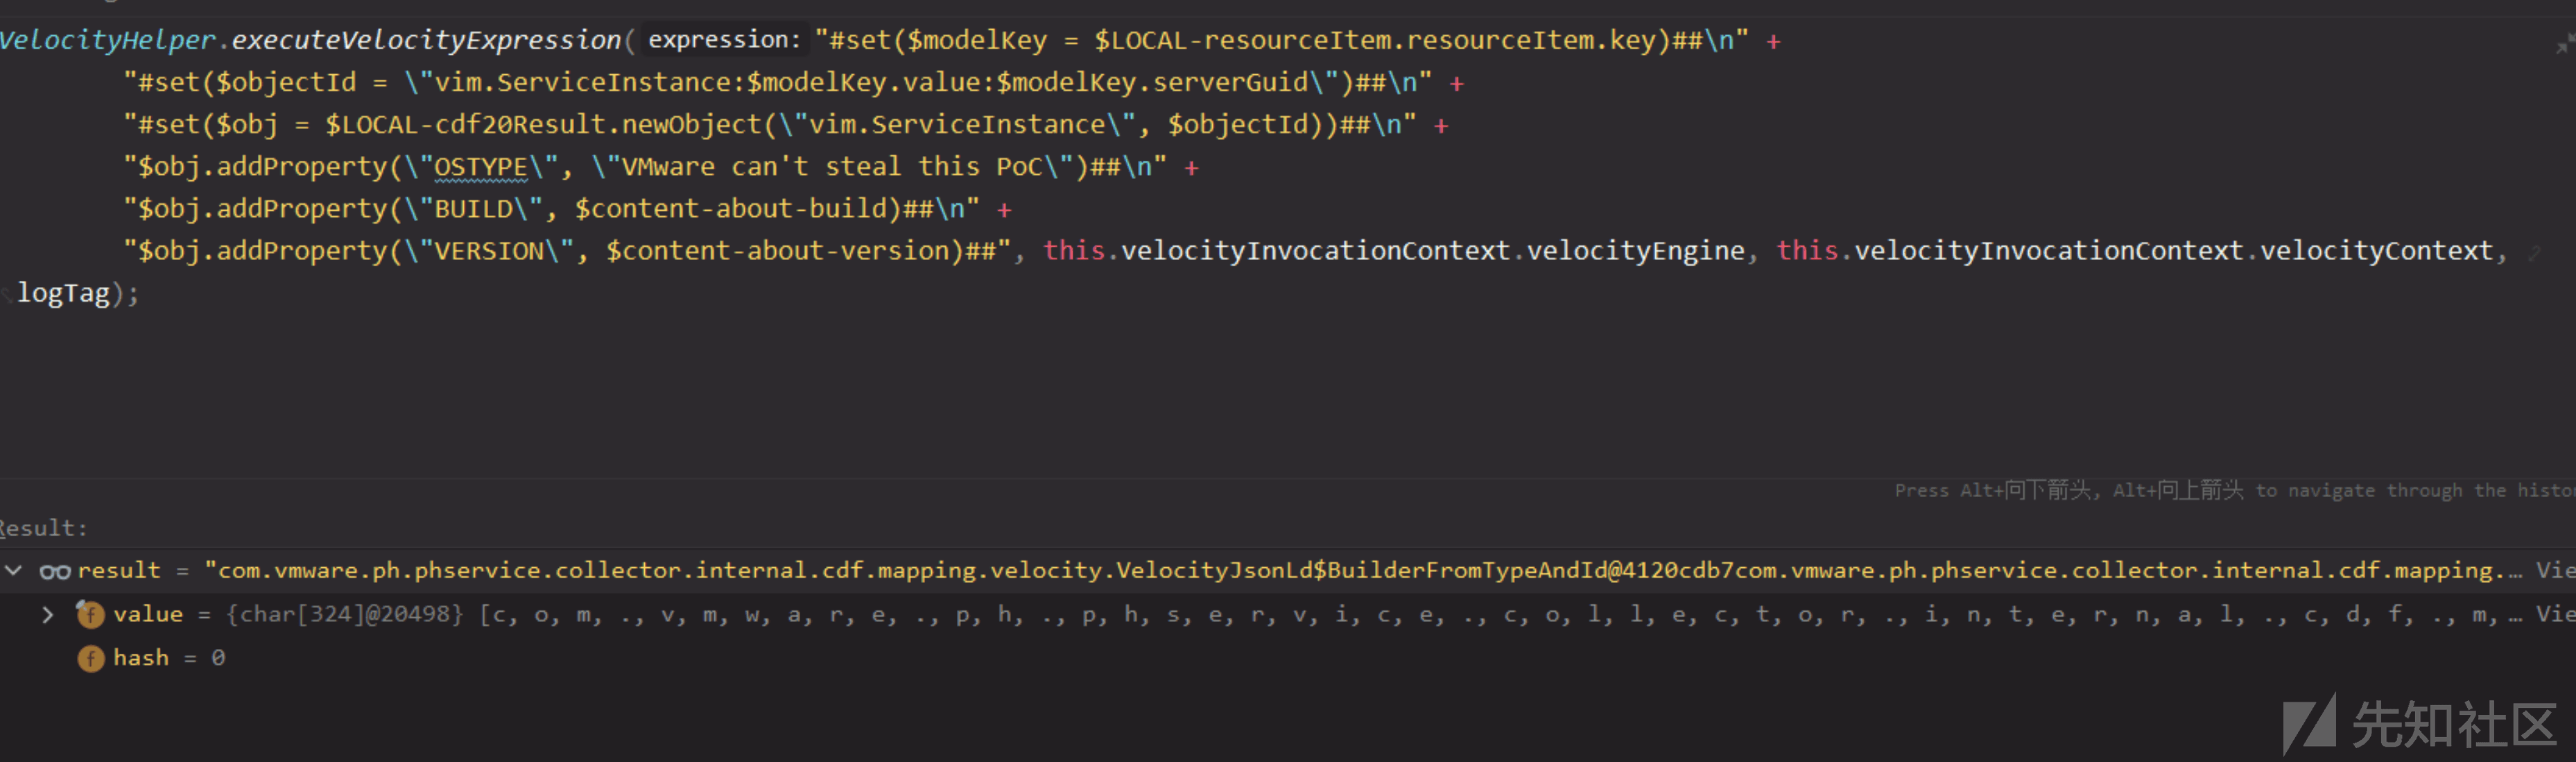 VelocityHelper.executeVelocityExpression( expression: "#set($modelKey = $LOCAL-resourceItem.resourceItem.key)##\n" +
"#set($objectId = \"vim.ServiceInstance:$modelKey.value:$modelKey.serverGuid\")##\n" +
"#set($obj = $LOCAL-cdf20Result.newObject(\"vim.ServiceInstance\", $objectId))##\n" +
"$obj.addProperty(\"OSTYPE\", \"VMware can't steal this PoC\")##\n" +
"$obj.addProperty(\"BUILD\", $content-about-build)##\n" +
"$obj.addProperty(\"VERSION\", $content-about-version)##", this.velocityInvocationContext.velocityEngine, this.velocityInvocationContext.velocityContext,
logTag);
Press Alt+向下箭头, Alt+向上箭头 to navigate through the histo
Result:
result = "com.vmware.ph.phservice.collector.internal.cdf.mapping.velocity.VelocityJsonLd$BuilderFromTypeAndId@4120cdb7com.vmware.ph.phservice.collector.internal.cdf.mapping.… Vie
f value = {char[324]@20498} [c, o, m, ., v, m, w, a, r, e, ., p, h, ., p, h, s, e, r, v, i, c, e, ., c, o, l, l, e, c, t, o, r, ., i, n, t, e, r, n, a, l, ., c, d, f, ., m,… Vie
f hash = 0
先知社区